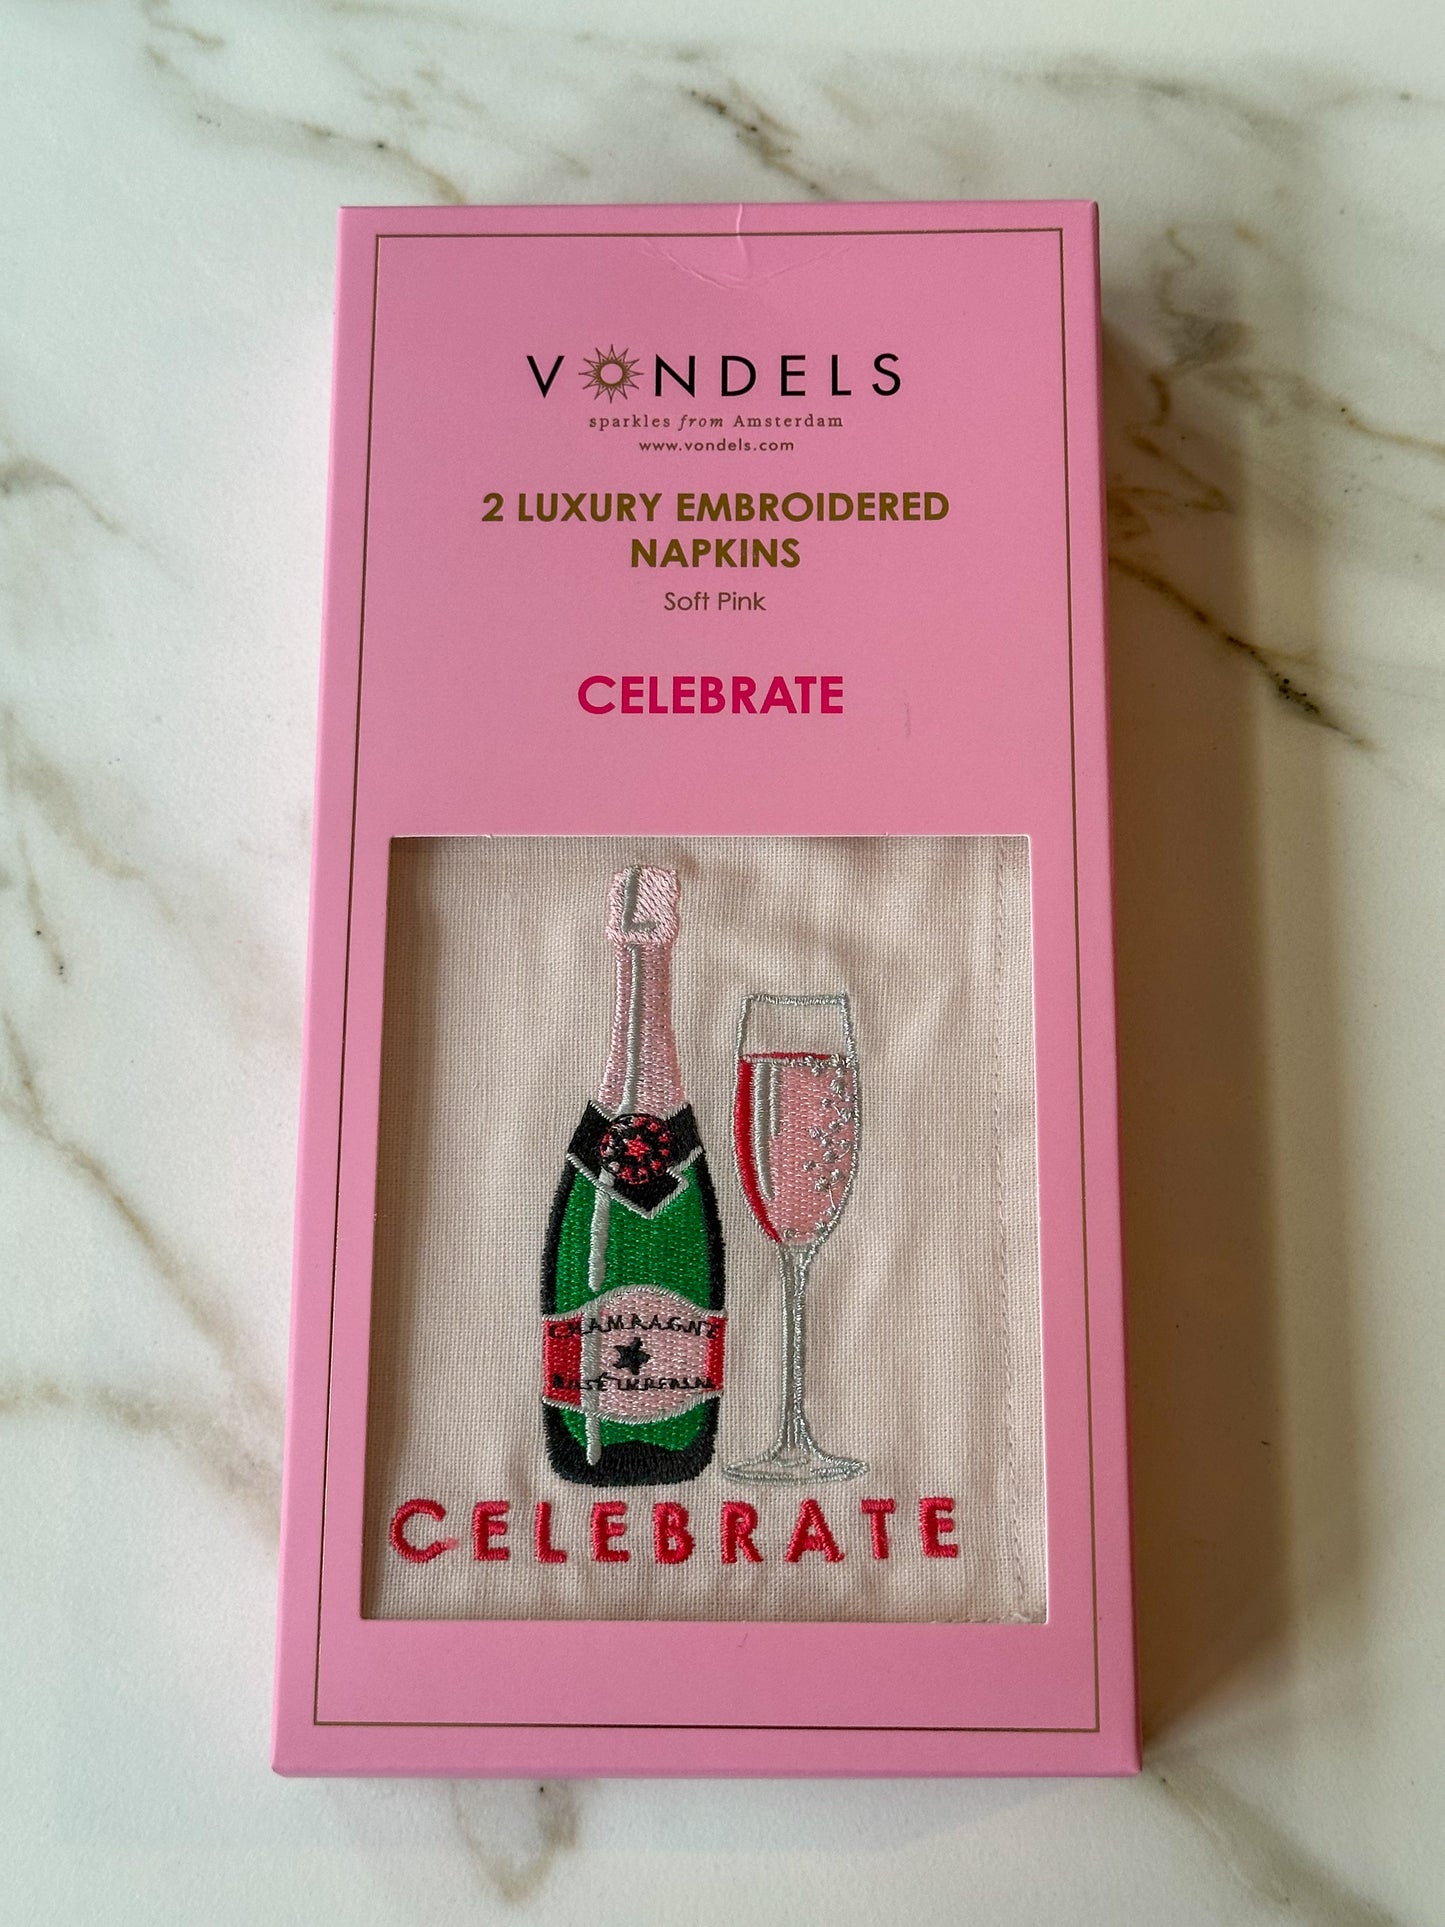 VONDELS
sparkles from Amsterdam
www.vondels.com
2 LUXURY EMBROIDERED
NAPKINS
Soft Pink
CELEBRATE
L
CHAMPAGNE
CELEBRATE